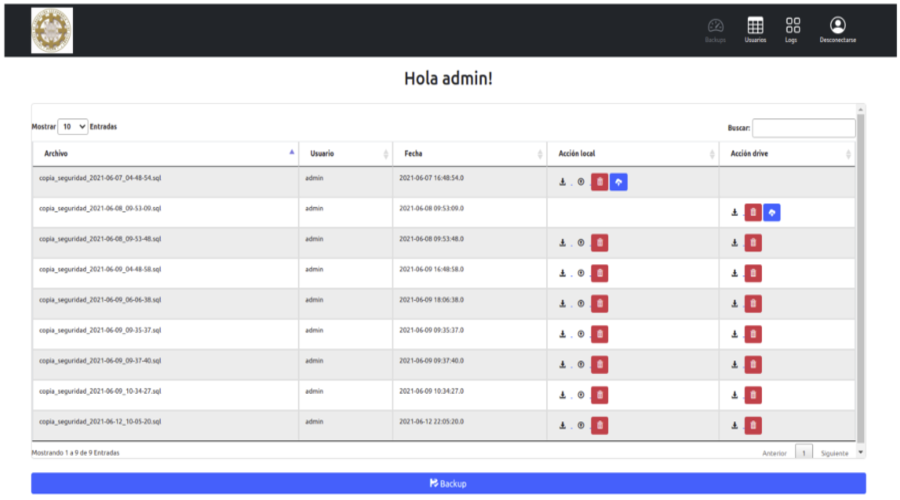 Backups Usuarios Logs Desconectarse
Hola admin!
Mostrar 10 Entradas Buscar:
Archivo Usuario Fecha Acción local Acción drive
copia_seguridad_2021-06-07_04-48-54.sql admin 2021-06-07 16:48:54.0
copia_seguridad_2021-06-08_09-53-09.sql admin 2021-06-08 09:53:09.0
copia_seguridad_2021-06-08_09-53-48.sql admin 2021-06-08 09:53:48.0
copia_seguridad_2021-06-09_04-48-58.sql admin 2021-06-09 16:48:58.0
copia_seguridad_2021-06-09_06-06-38.sql admin 2021-06-09 18:06:38.0
copia_seguridad_2021-06-09_09-35-37.sql admin 2021-06-09 09:35:37.0
copia_seguridad_2021-06-09_09-37-40.sql admin 2021-06-09 09:37:40.0
copia_seguridad_2021-06-09_10-34-27.sql admin 2021-06-09 10:34:27.0
copia_seguridad_2021-06-12_10-05-20.sql admin 2021-06-12 22:05:20.0
Mostrando 1 a 9 de 9 Entradas Anterior 1 Siguiente
Backup